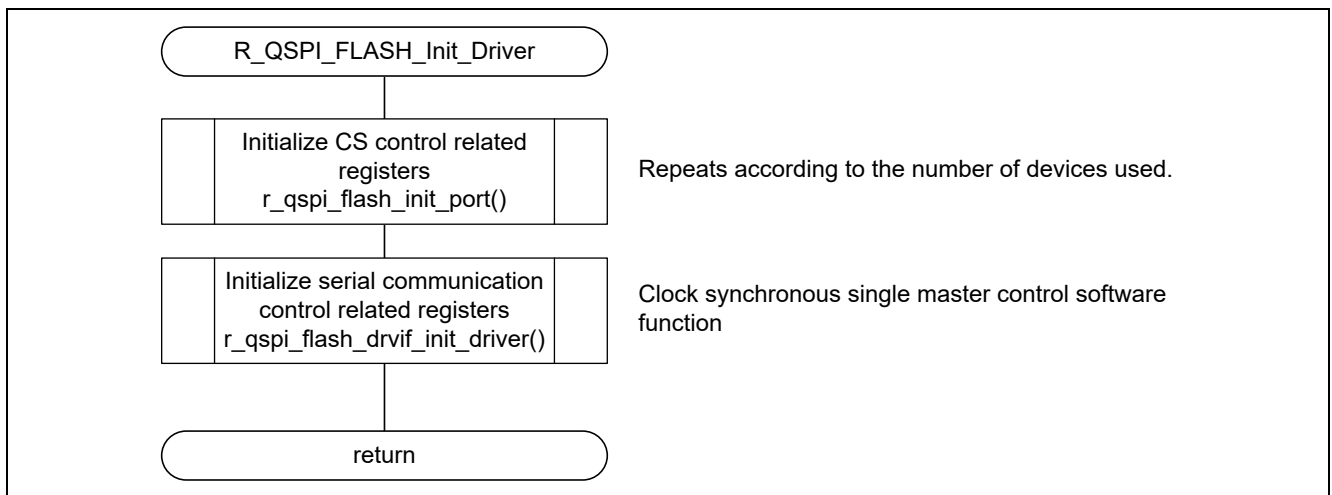 R_QSPI_FLASH_Init_Driver
Initialize CS control related
registers
r_qspi_flash_init_port()
Repeats according to the number of devices used.
Initialize serial communication
control related registers
r_qspi_flash_drvif_init_driver()
Clock synchronous single master control software
function
return